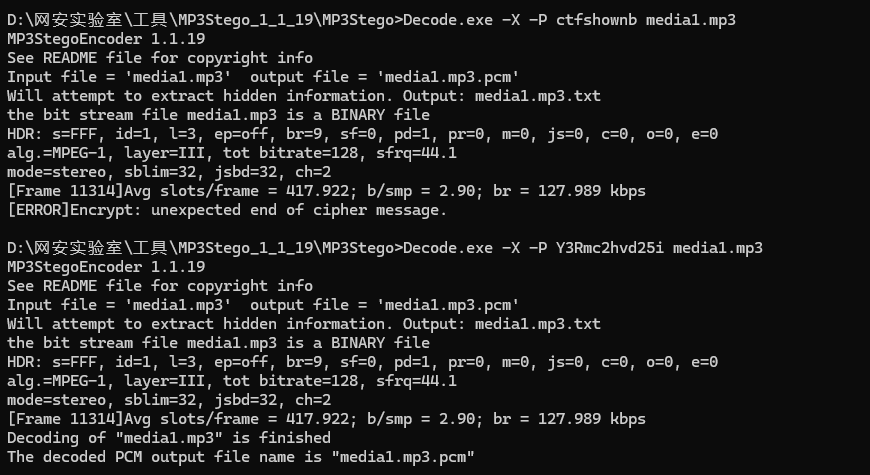 D:\网安实验室\工具\MP3Stego_1_1_19\MP3Stego>Decode.exe -X -P ctfshownb media1.mp3
MP3StegoEncoder 1.1.19
See README file for copyright info
Input file = 'media1.mp3'  output file = 'media1.mp3.pcm'
Will attempt to extract hidden information. Output: media1.mp3.txt
the bit stream file media1.mp3 is a BINARY file
HDR: s=FFF, id=1, l=3, ep=off, br=9, sf=0, pd=1, pr=0, m=0, js=0, c=0, o=0, e=0
alg.=MPEG-1, layer=III, tot bitrate=128, sfrq=44.1
mode=stereo, sblim=32, jsbd=32, ch=2
[Frame 11314]Avg slots/frame = 417.922; b/smp = 2.90; br = 127.989 kbps
[ERROR]Encrypt: unexpected end of cipher message.
D:\网安实验室\工具\MP3Stego_1_1_19\MP3Stego>Decode.exe -X -P Y3Rmc2hvd25i media1.mp3
MP3StegoEncoder 1.1.19
See README file for copyright info
Input file = 'media1.mp3'  output file = 'media1.mp3.pcm'
Will attempt to extract hidden information. Output: media1.mp3.txt
the bit stream file media1.mp3 is a BINARY file
HDR: s=FFF, id=1, l=3, ep=off, br=9, sf=0, pd=1, pr=0, m=0, js=0, c=0, o=0, e=0
alg.=MPEG-1, layer=III, tot bitrate=128, sfrq=44.1
mode=stereo, sblim=32, jsbd=32, ch=2
[Frame 11314]Avg slots/frame = 417.922; b/smp = 2.90; br = 127.989 kbps
Decoding of "media1.mp3" is finished
The decoded PCM output file name is "media1.mp3.pcm"